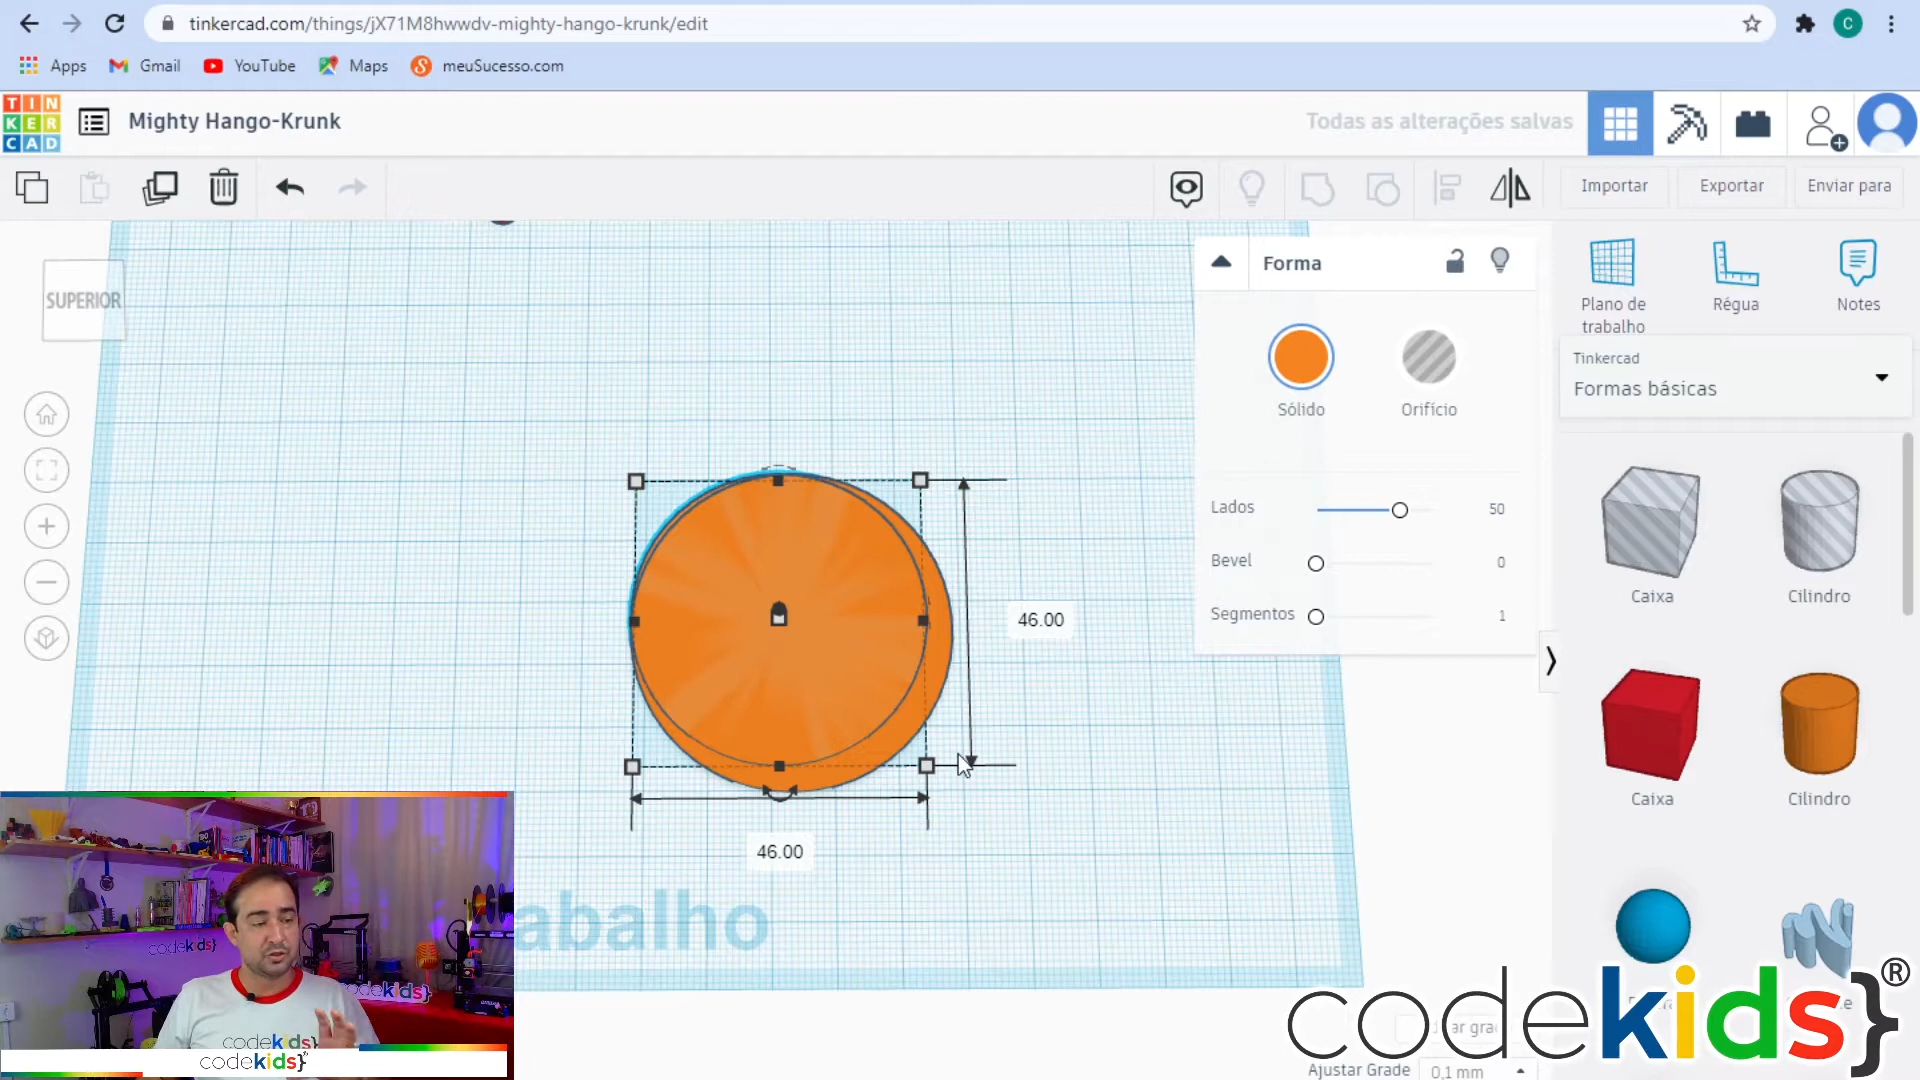 tinkercad.com/things/jX71M8hwwdv-mighty-hango-krunk/edit
C
Apps
Gmail
YouTube
Maps
meuSucesso.com
TIN
KER
CAD
Mighty Hango-Krunk
Todas as alterações salvas
Importar
Exportar
Enviar para
SUPERIOR
Forma
Sólido
Orifício
Lados
50
Bevel
0
Segmentos
1
Plano de
trabalho
Régua
Notes
Tinkercad
Formas básicas
Caixa
Cilindro
Caixa
Cilindro
46.00
46.00
abalho
codekids}
codekids}
codekids}
codekids}
codekids}®
Ajustar Grade
0,1 mm